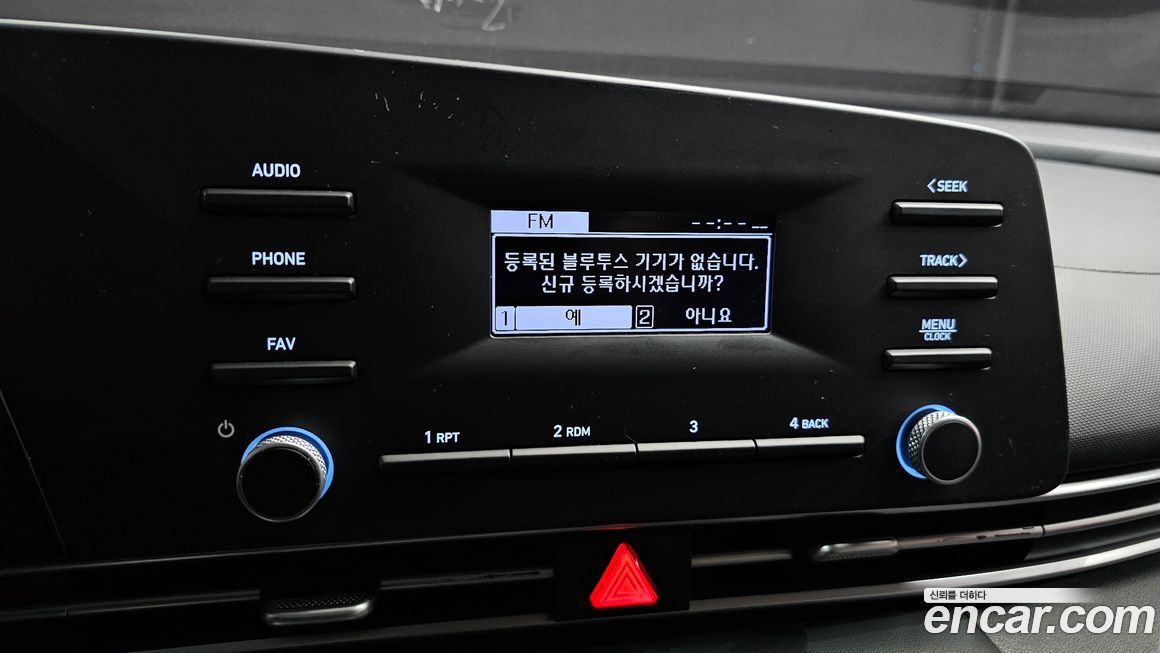 AUDIO
PHONE
FAV
FM --:-- --
등록된 블루투스 기기가 없습니다.
신규 등록하시겠습니까?
1 예 2 아니요
<SEEK
TRACK>
MENU
CLOCK
1 RPT 2 RDM 3 4 BACK
신뢰를 더하다
encar.com